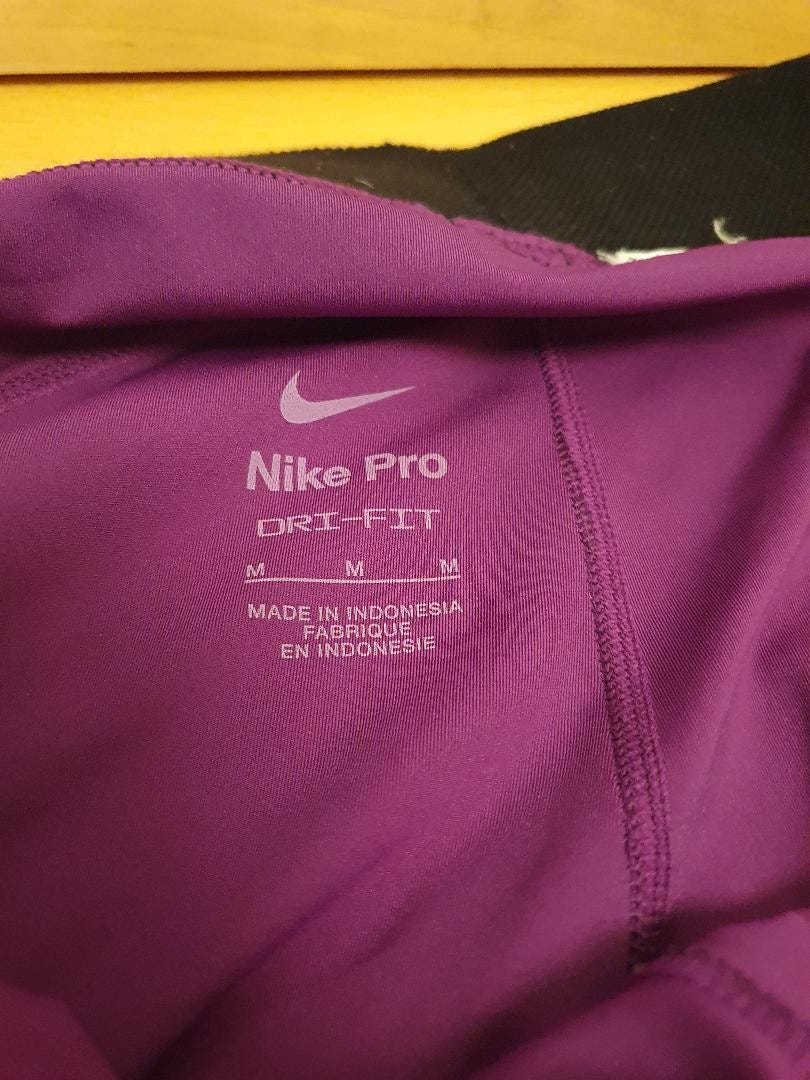 Nike Pro
DRI-FIT
M M M
MADE IN INDONESIA
FABRIQUE
EN INDONESIE